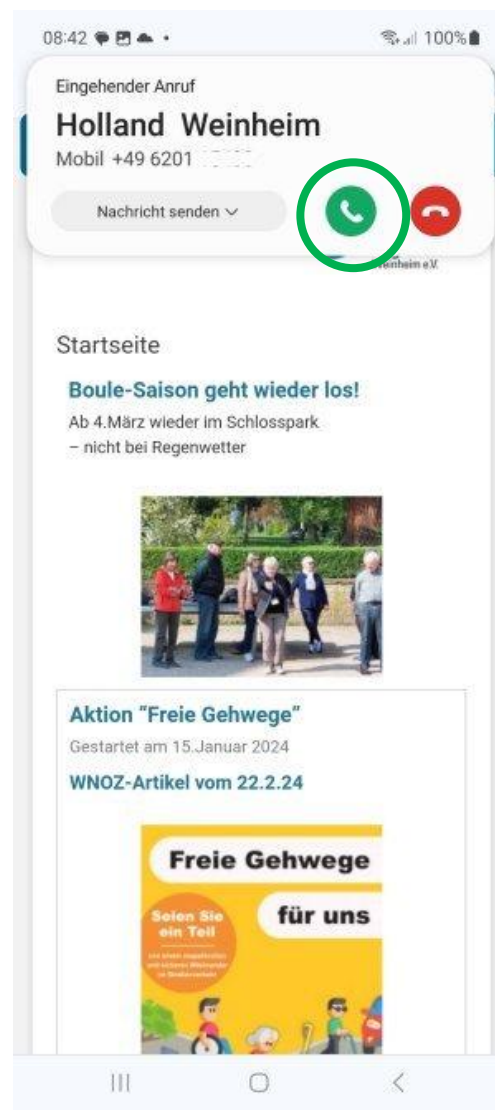 08:42
100%
Eingehender Anruf
Holland Weinheim
Mobil +49 6201
Nachricht senden
Weinheim e.V.
Startseite
Boule-Saison geht wieder los!
Ab 4.März wieder im Schlosspark
– nicht bei Regenwetter
Aktion “Freie Gehwege”
Gestartet am 15.Januar 2024
WNOZ-Artikel vom 22.2.24
Freie Gehwege
für uns
Seien Sie
ein Teil